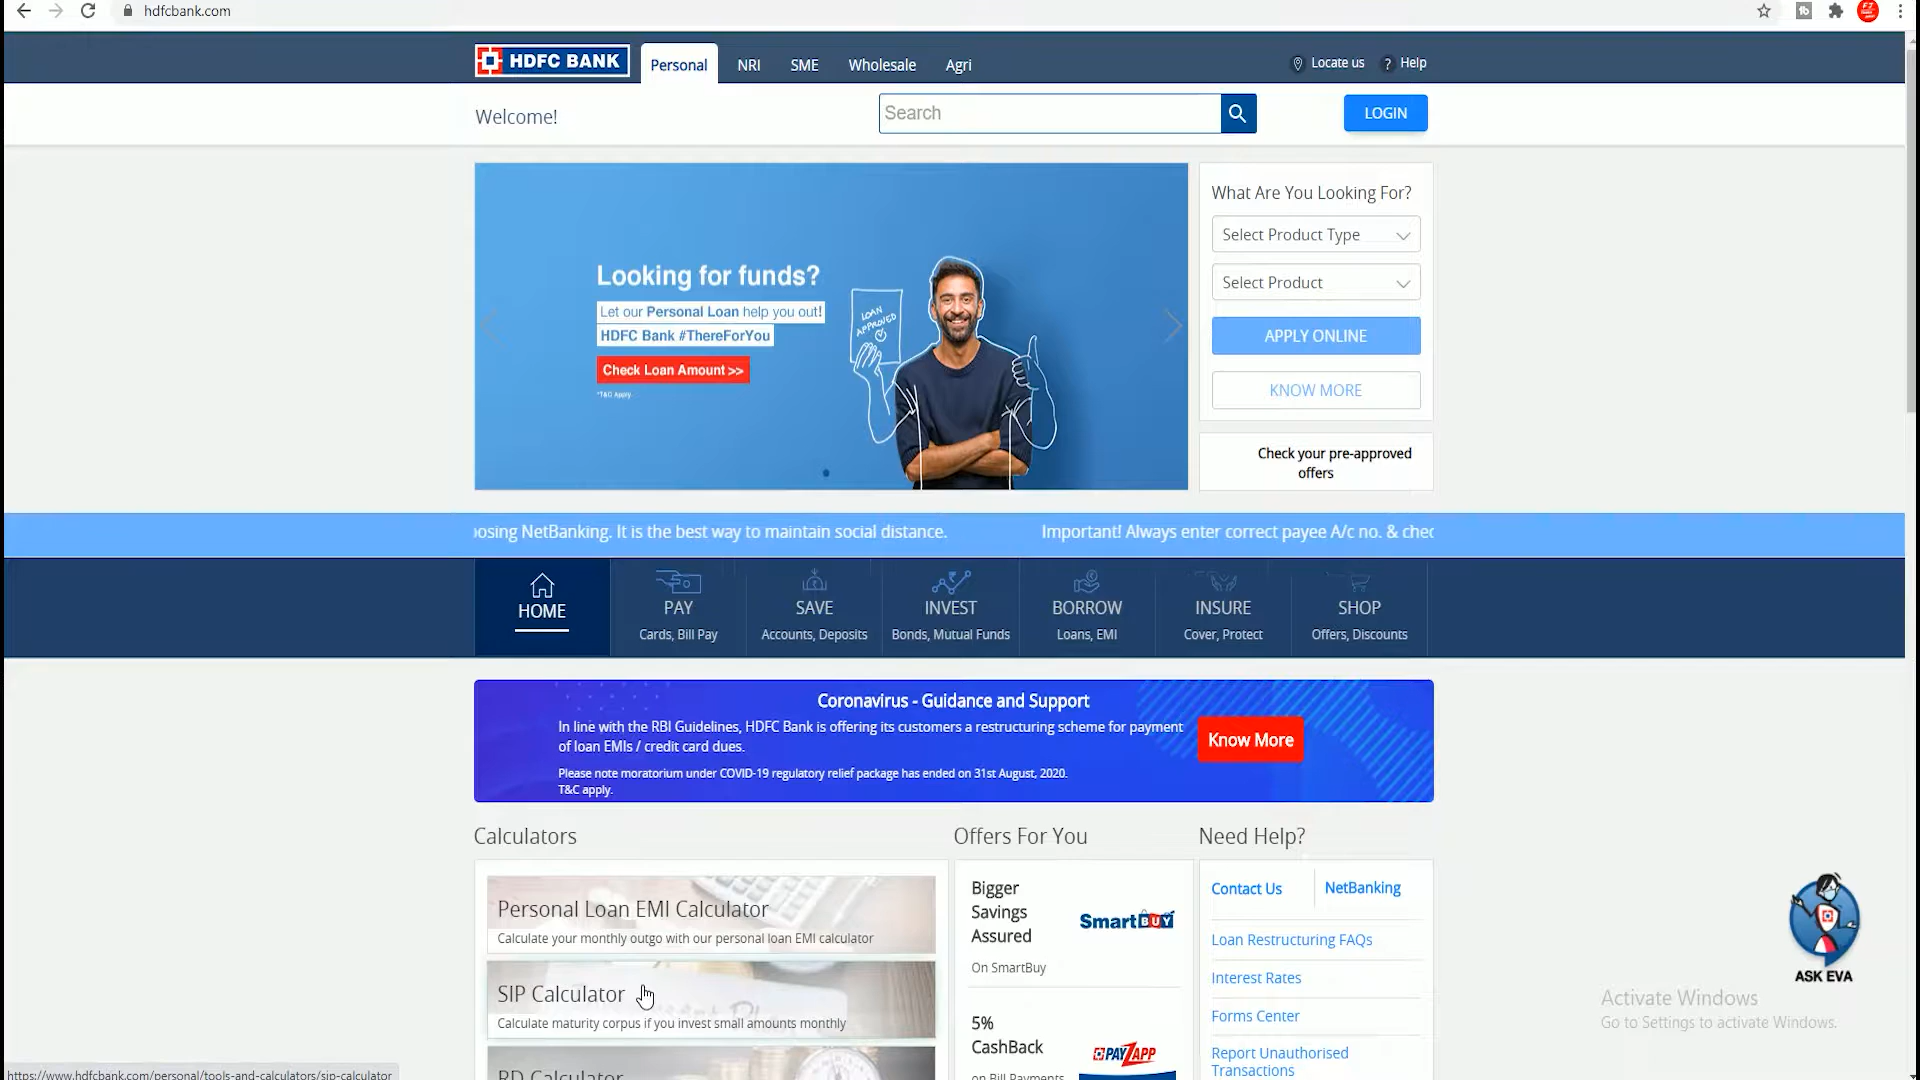 hdfcbank.com
HDFC BANK
Personal
NRI
SME
Wholesale
Agri
Locate us
? Help
Welcome!
Search
LOGIN
Looking for funds?
Let our Personal Loan help you out!
HDFC Bank #ThereForYou
Check Loan Amount >>
*T&C Apply.
LOAN
APPROVED
What Are You Looking For?
Select Product Type
Select Product
APPLY ONLINE
KNOW MORE
Check your pre-approved
offers
osing NetBanking. It is the best way to maintain social distance.
Important! Always enter correct payee A/c no. & chec
HOME
PAY
Cards, Bill Pay
SAVE
Accounts, Deposits
INVEST
Bonds, Mutual Funds
BORROW
Loans, EMI
INSURE
Cover, Protect
SHOP
Offers, Discounts
Coronavirus - Guidance and Support
In line with the RBI Guidelines, HDFC Bank is offering its customers a restructuring scheme for payment
of loan EMIs / credit card dues.
Please note moratorium under COVID-19 regulatory relief package has ended on 31st August, 2020.
T&C apply.
Know More
Calculators
Personal Loan EMI Calculator
Calculate your monthly outgo with our personal loan EMI calculator
SIP Calculator
Calculate maturity corpus if you invest small amounts monthly
RD Calculator
Offers For You
Bigger
Savings
Assured
On SmartBuy
SmartBUY
5%
CashBack
on Bill Payments
PAYZAPP
Need Help?
Contact Us
NetBanking
Loan Restructuring FAQs
Interest Rates
Forms Center
Report Unauthorised
Transactions
ASK EVA
Activate Windows
Go to Settings to activate Windows.
https://www.hdfcbank.com/personal/tools-and-calculators/sip-calculator